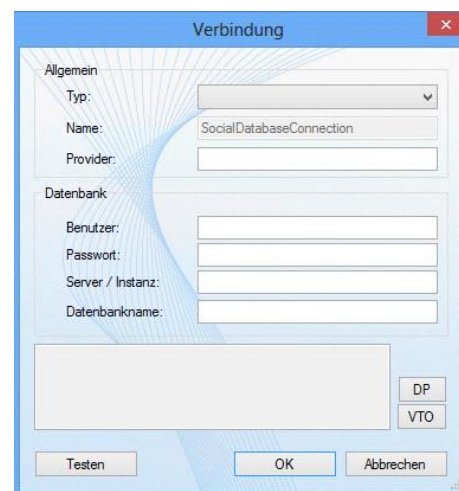 Verbindung
Allgemein
Typ:
Name: SocialDatabaseConnection
Provider:
Datenbank
Benutzer:
Passwort:
Server / Instanz:
Datenbankname:
DP
VTO
Testen OK Abbrechen